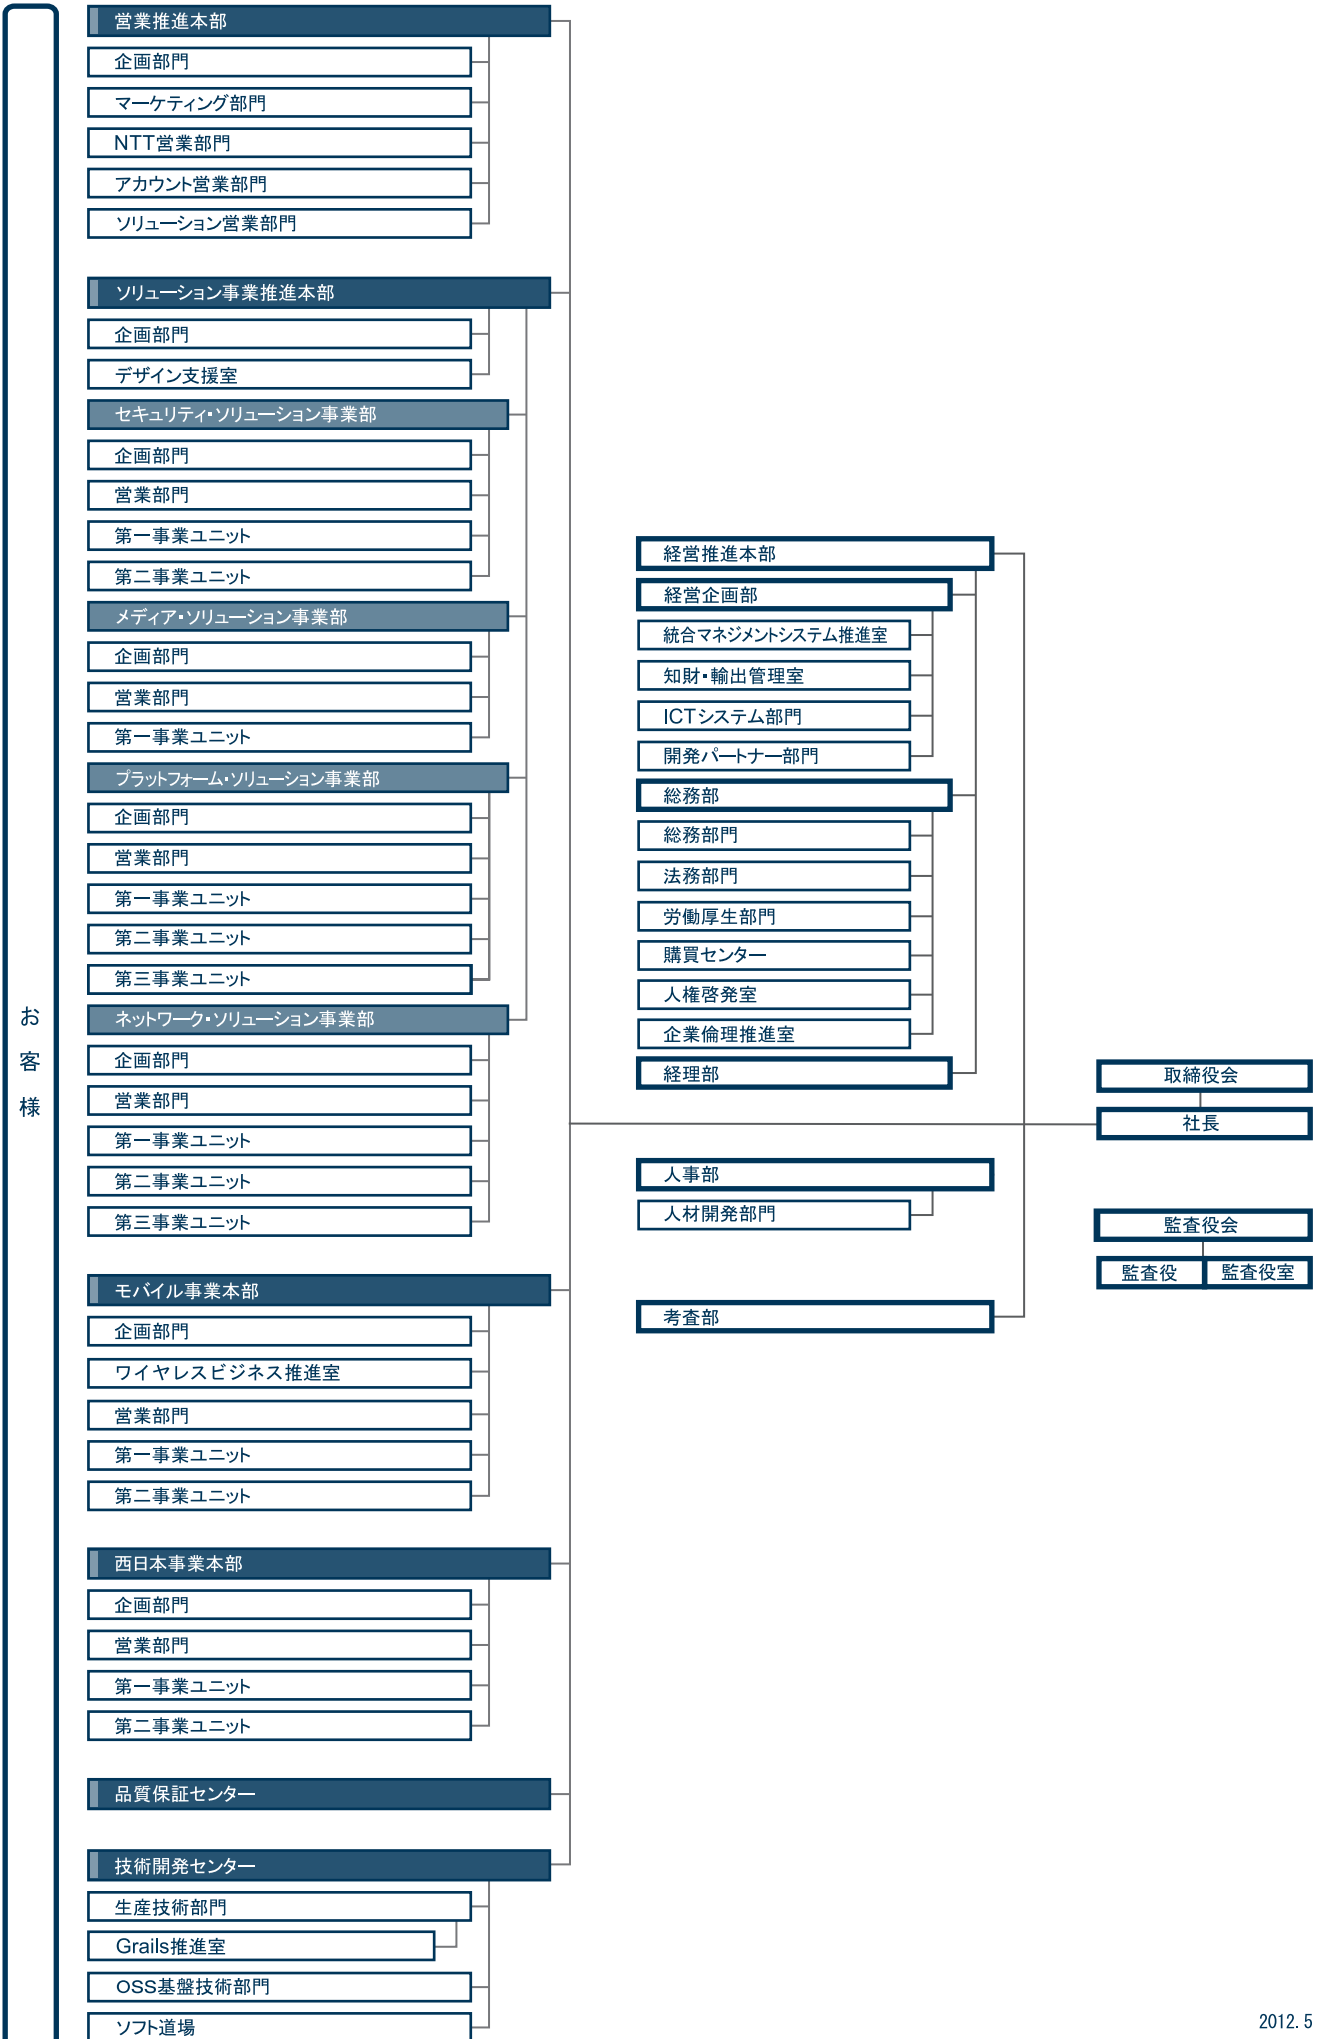 お客様
営業推進本部
企画部門
マーケティング部門
NTT営業部門
アカウント営業部門
ソリューション営業部門
ソリューション事業推進本部
企画部門
デザイン支援室
セキュリティ・ソリューション事業部
企画部門
営業部門
第一事業ユニット
第二事業ユニット
メディア・ソリューション事業部
企画部門
営業部門
第一事業ユニット
プラットフォーム・ソリューション事業部
企画部門
営業部門
第一事業ユニット
第二事業ユニット
第三事業ユニット
ネットワーク・ソリューション事業部
企画部門
営業部門
第一事業ユニット
第二事業ユニット
第三事業ユニット
モバイル事業本部
企画部門
ワイヤレスビジネス推進室
営業部門
第一事業ユニット
第二事業ユニット
西日本事業本部
企画部門
営業部門
第一事業ユニット
第二事業ユニット
品質保証センター
技術開発センター
生産技術部門
Grails推進室
OSS基盤技術部門
ソフト道場
経営推進本部
経営企画部
統合マネジメントシステム推進室
知財・輸出管理室
ICTシステム部門
開発パートナー部門
総務部
総務部門
法務部門
労働厚生部門
購買センター
人権啓発室
企業倫理推進室
経理部
人事部
人材開発部門
考査部
取締役会
社長
監査役会
監査役
監査役室
2012.5